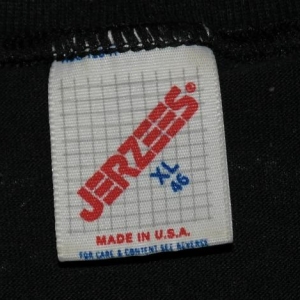 JERZEES
XL
46
MADE IN U.S.A.
FOR CARE & CONTENT SEE REVERSE